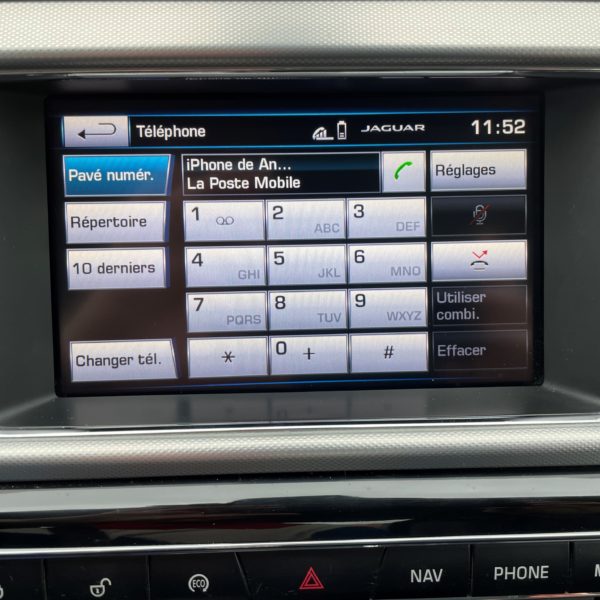 Téléphone JAGUAR 11:52
Pavé numér.
iPhone de An...
La Poste Mobile
Réglages
Répertoire
1
2 ABC
3 DEF
10 derniers
4 GHI
5 JKL
6 MNO
7 PQRS
8 TUV
9 WXYZ
Utiliser
combi.
Changer tél.
*
0 +
#
Effacer
ECO
NAV
PHONE